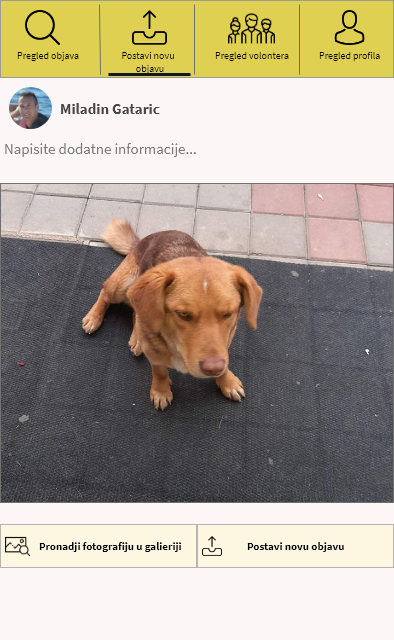 Pregled objava
Postavi novu
objavu
Pregled volontera
Pregled profila
Miladin Gataric
Napisite dodatne informacije...
Pronadji fotografiju u galieriji
Postavi novu objavu